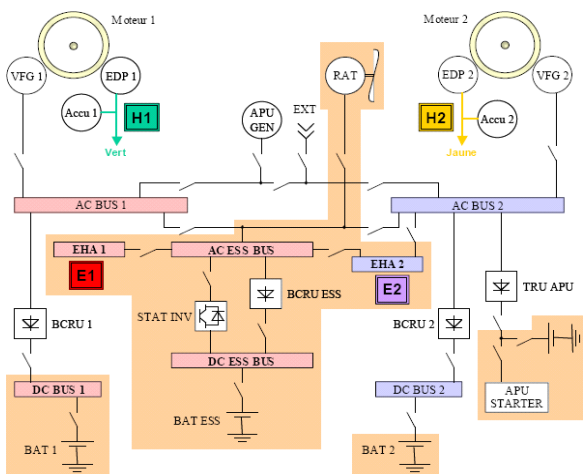 Moteur 1
Moteur 2
VFG 1
EDP 1
RAT
EDP 2
VFG 2
Accu 1
H1
APU
GEN
EXT
H2
Accu 2
Vert
Jaune
AC BUS 1
AC BUS 2
EHA 1
AC ESS BUS
EHA 2
E1
E2
BCRU ESS
TRU APU
BCRU 1
STAT INV
BCRU 2
DC ESS BUS
DC BUS 1
DC BUS 2
APU
STARTER
BAT 1
BAT ESS
BAT 2